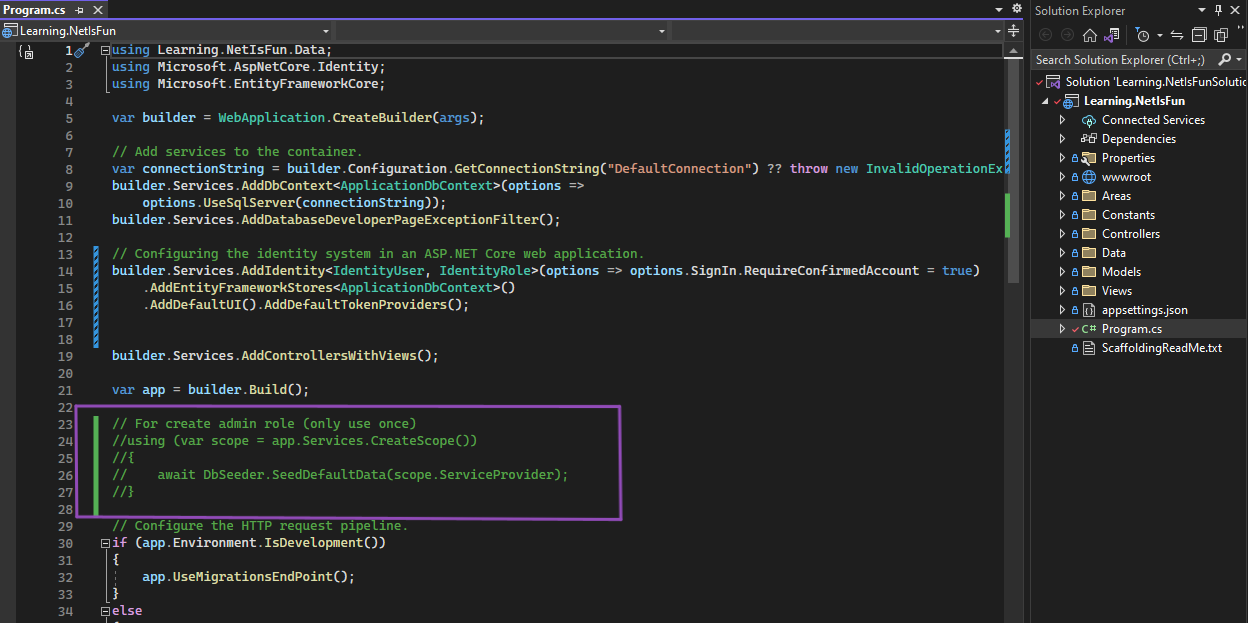 Program.cs
Learning.NetIsFun
1 using Learning.NetIsFun.Data;
2 using Microsoft.AspNetCore.Identity;
3 using Microsoft.EntityFrameworkCore;
4
5 var builder = WebApplication.CreateBuilder(args);
6
7 // Add services to the container.
8 var connectionString = builder.Configuration.GetConnectionString("DefaultConnection") ?? throw new InvalidOperationEx
9 builder.Services.AddDbContext<ApplicationDbContext>(options =>
10 options.UseSqlServer(connectionString));
11 builder.Services.AddDatabaseDeveloperPageExceptionFilter();
12
13 // Configuring the identity system in an ASP.NET Core web application.
14 builder.Services.AddIdentity<IdentityUser, IdentityRole>(options => options.SignIn.RequireConfirmedAccount = true)
15 .AddEntityFrameworkStores<ApplicationDbContext>()
16 .AddDefaultUI().AddDefaultTokenProviders();
17
18
19 builder.Services.AddControllersWithViews();
20
21 var app = builder.Build();
22
23 // For create admin role (only use once)
24 //using (var scope = app.Services.CreateScope())
25 //{
26 // await DbSeeder.SeedDefaultData(scope.ServiceProvider);
27 //}
28
29 // Configure the HTTP request pipeline.
30 if (app.Environment.IsDevelopment())
31 {
32 app.UseMigrationsEndPoint();
33 }
34 else
Solution Explorer
Search Solution Explorer (Ctrl+;)
Solution 'Learning.NetIsFunSolutio
Learning.NetIsFun
Connected Services
Dependencies
Properties
wwwroot
Areas
Constants
Controllers
Data
Models
Views
appsettings.json
C# Program.cs
ScaffoldingReadMe.txt